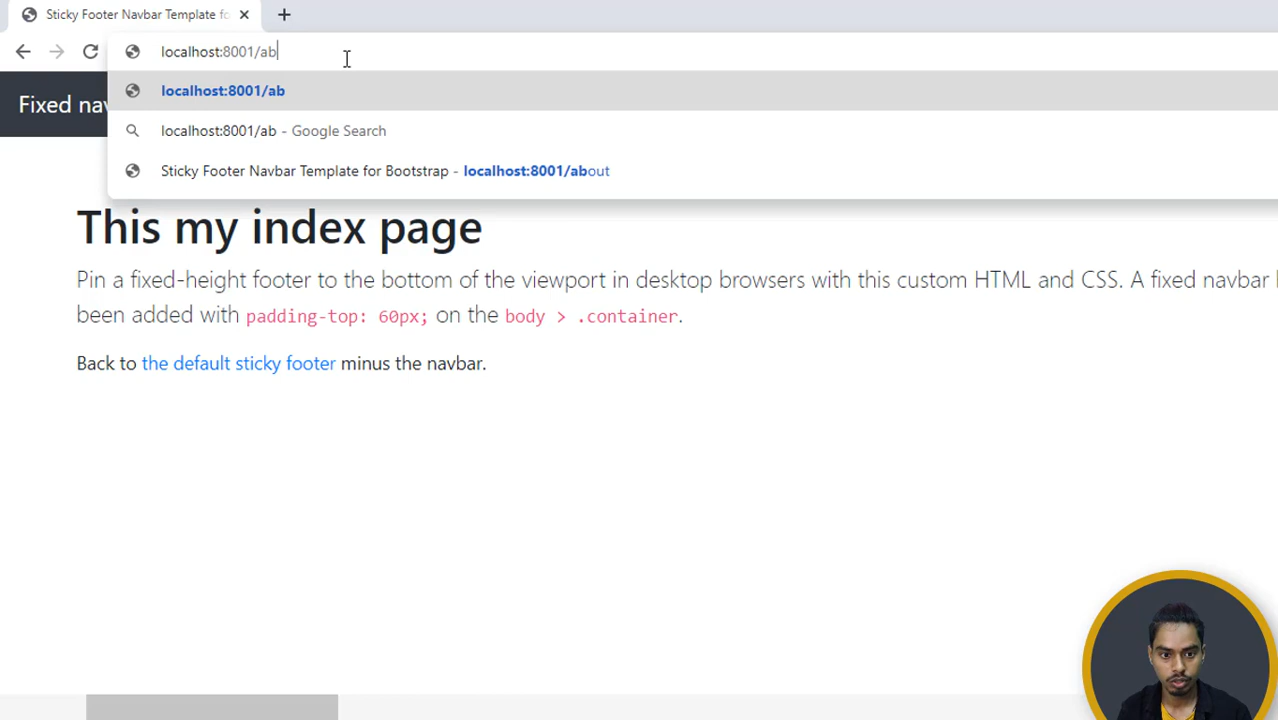 Sticky Footer Navbar Template fo
localhost:8001/ab
localhost:8001/ab
Fixed nav
localhost:8001/ab - Google Search
Sticky Footer Navbar Template for Bootstrap - localhost:8001/about
This my index page
Pin a fixed-height footer to the bottom of the viewport in desktop browsers with this custom HTML and CSS. A fixed navbar
been added with padding-top: 60px; on the body > .container.
Back to the default sticky footer minus the navbar.